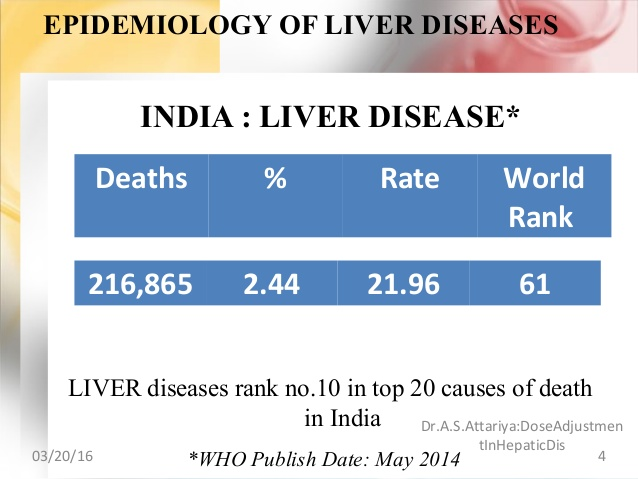 EPIDEMIOLOGY OF LIVER DISEASES
INDIA : LIVER DISEASE*
Deaths % Rate World
Rank
216,865 2.44 21.96 61
LIVER diseases rank no.10 in top 20 causes of death
in India
Dr.A.S.Attariya:DoseAdjustmen
tInHepaticDis
03/20/16
*WHO Publish Date: May 2014
4